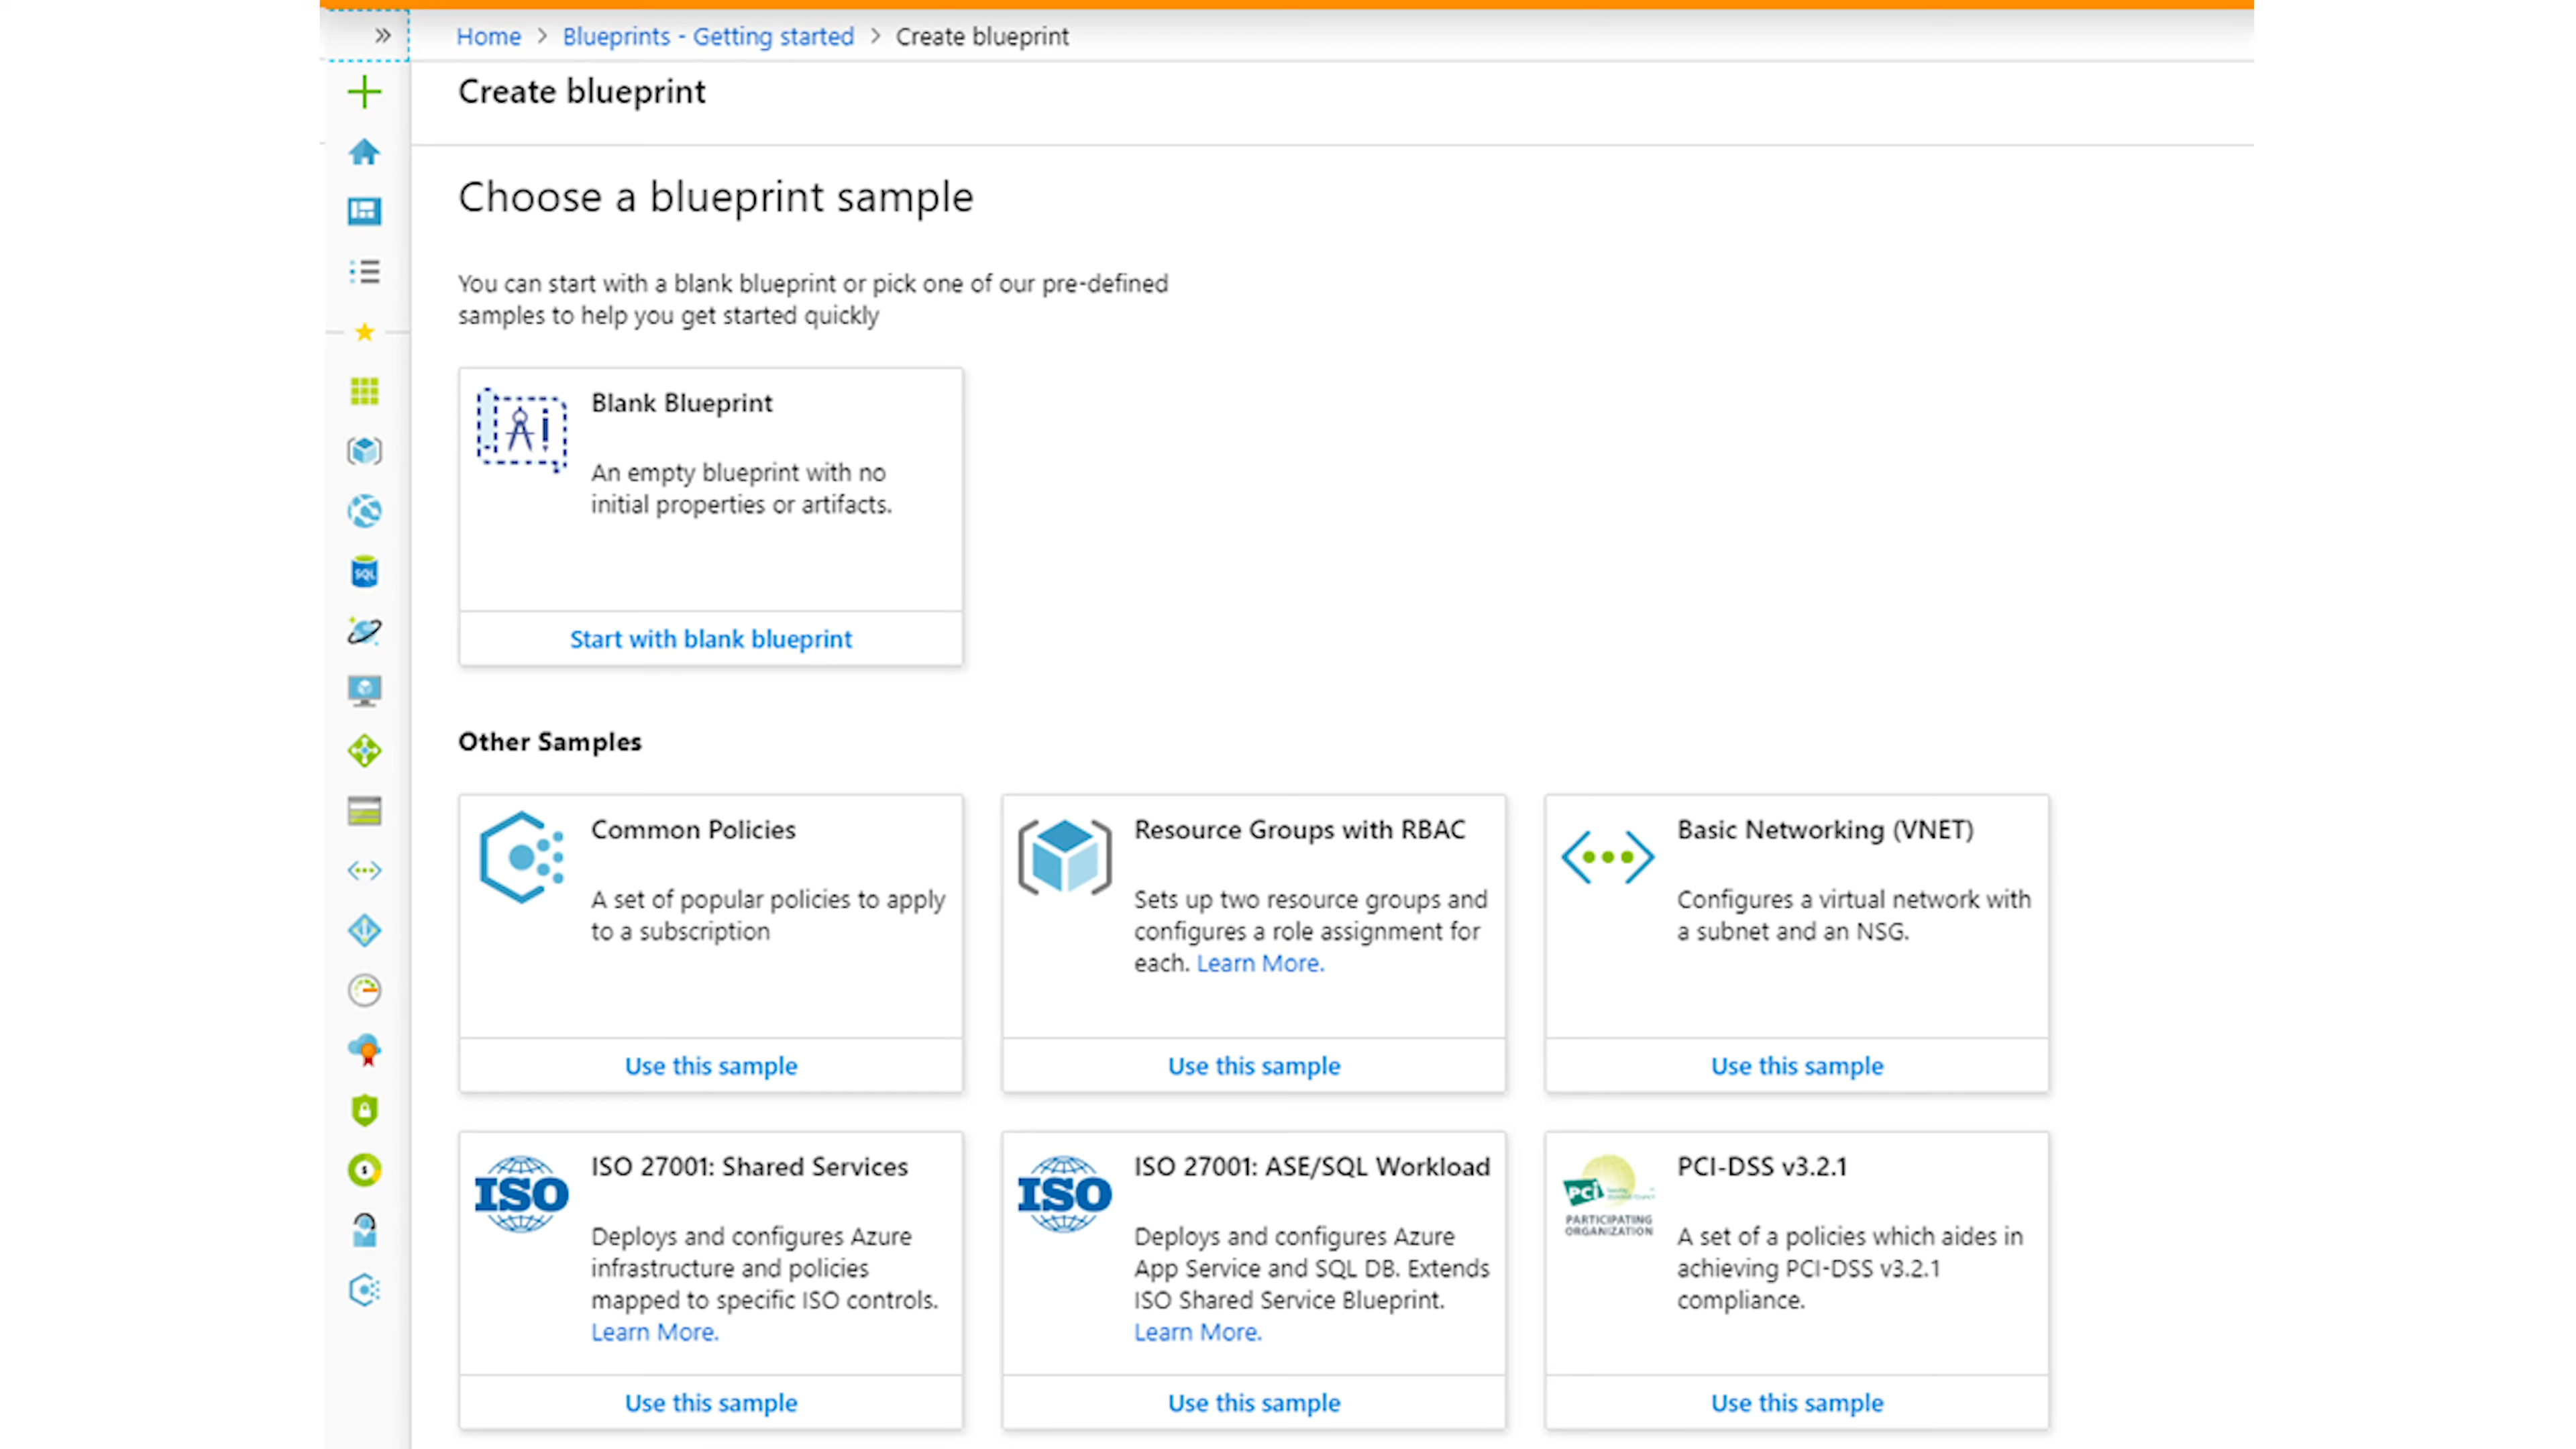 Home > Blueprints - Getting started > Create blueprint
Create blueprint
Choose a blueprint sample
You can start with a blank blueprint or pick one of our pre-defined
samples to help you get started quickly
Blank Blueprint
An empty blueprint with no
initial properties or artifacts.
Start with blank blueprint
Other Samples
Common Policies
A set of popular policies to apply
to a subscription
Use this sample
Resource Groups with RBAC
Sets up two resource groups and
configures a role assignment for
each. Learn More.
Use this sample
Basic Networking (VNET)
Configures a virtual network with
a subnet and an NSG.
Use this sample
ISO
ISO 27001: Shared Services
Deploys and configures Azure
infrastructure and policies
mapped to specific ISO controls.
Learn More.
Use this sample
ISO
ISO 27001: ASE/SQL Workload
Deploys and configures Azure
App Service and SQL DB. Extends
ISO Shared Service Blueprint.
Learn More.
Use this sample
PCI
PARTICIPATING
ORGANIZATION
PCI-DSS v3.2.1
A set of a policies which aides in
achieving PCI-DSS v3.2.1
compliance.
Use this sample
SQL